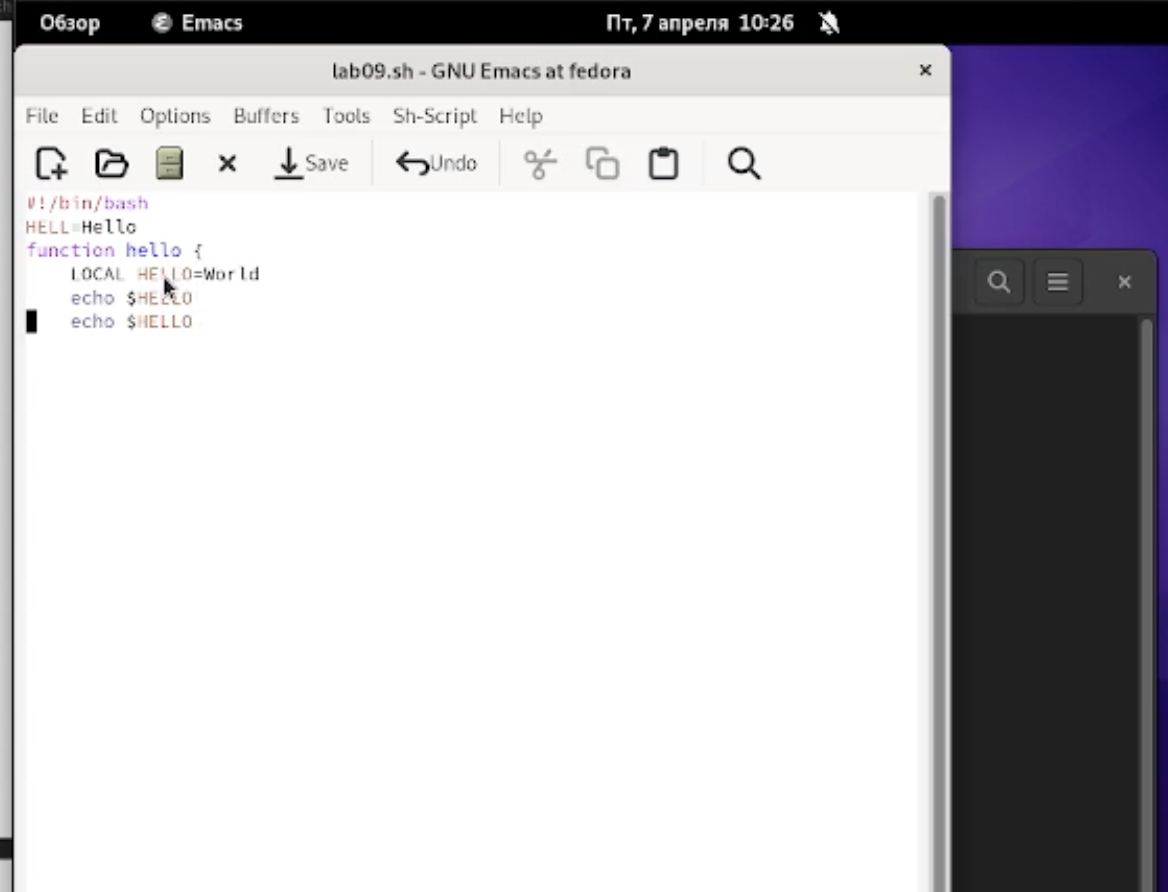 Обзор Emacs Пт, 7 апреля 10:26
lab09.sh - GNU Emacs at fedora
File Edit Options Buffers Tools Sh-Script Help
Save Undo
#!/bin/bash
HELL=Hello
function hello {
LOCAL HELLO=World
echo $HELLO
echo $HELLO